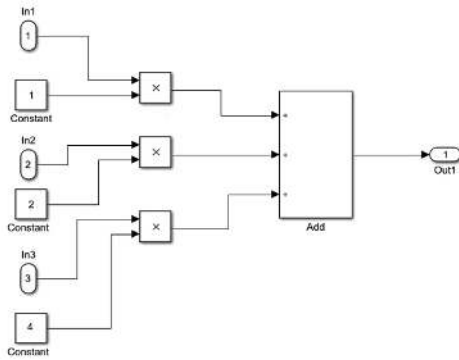 In1
1
×
1
Constant
In2
2
×
2
Constant
In3
3
×
4
Constant
+
+
+
Add
1
Out1